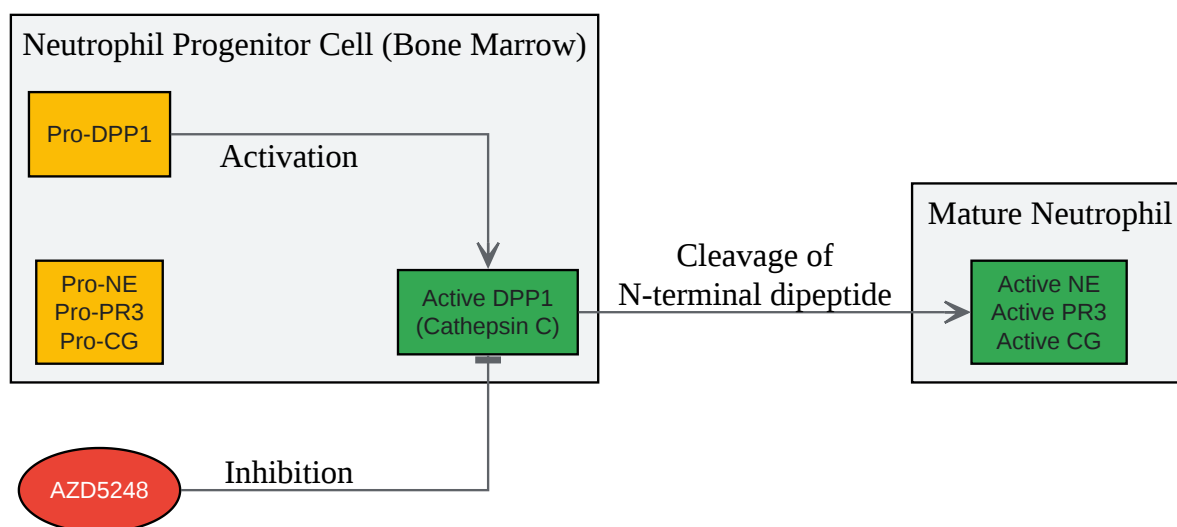 Neutrophil Progenitor Cell (Bone Marrow)
Pro-DPP1
Activation
Pro-NE
Pro-PR3
Pro-CG
Active DPP1
(Cathepsin C)
Cleavage of
N-terminal dipeptide
Mature Neutrophil
Active NE
Active PR3
Active CG
AZD5248
Inhibition